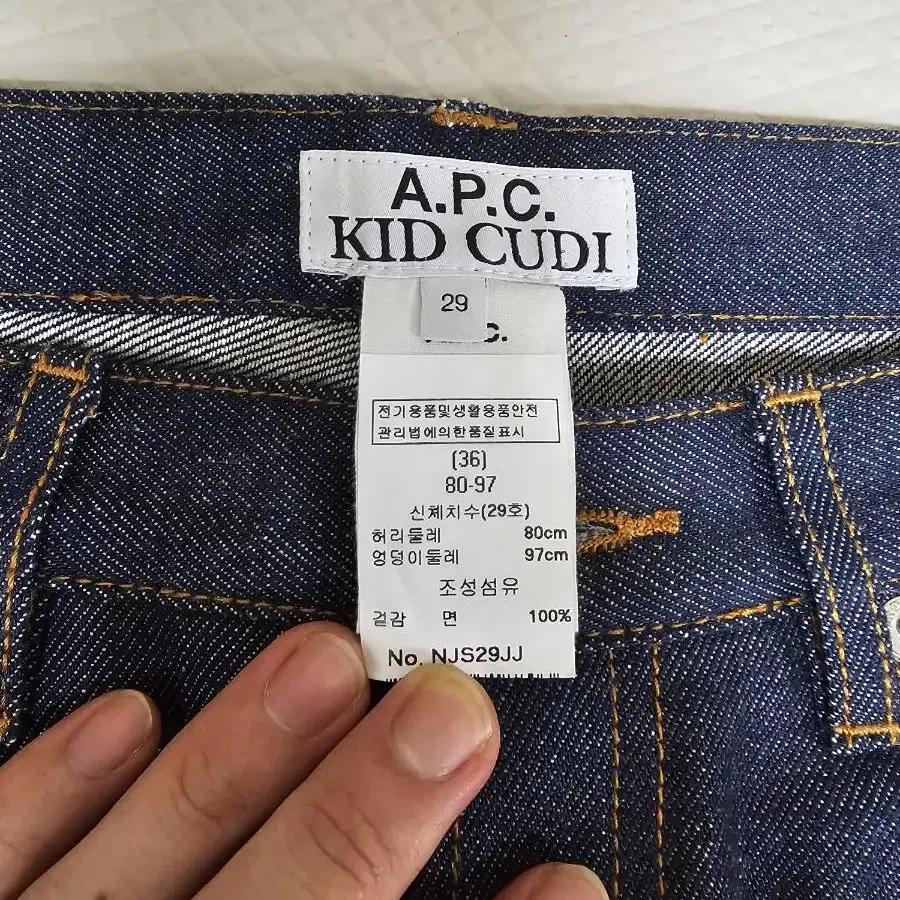 A.P.C.
KID CUDI
29
전기용품및생활용품안전
관리법에의한품질표시
(36)
80-97
신체치수(29호)
허리둘레 80cm
엉덩이둘레 97cm
조성섬유
겉감 면 100%
No. NJS29JJ